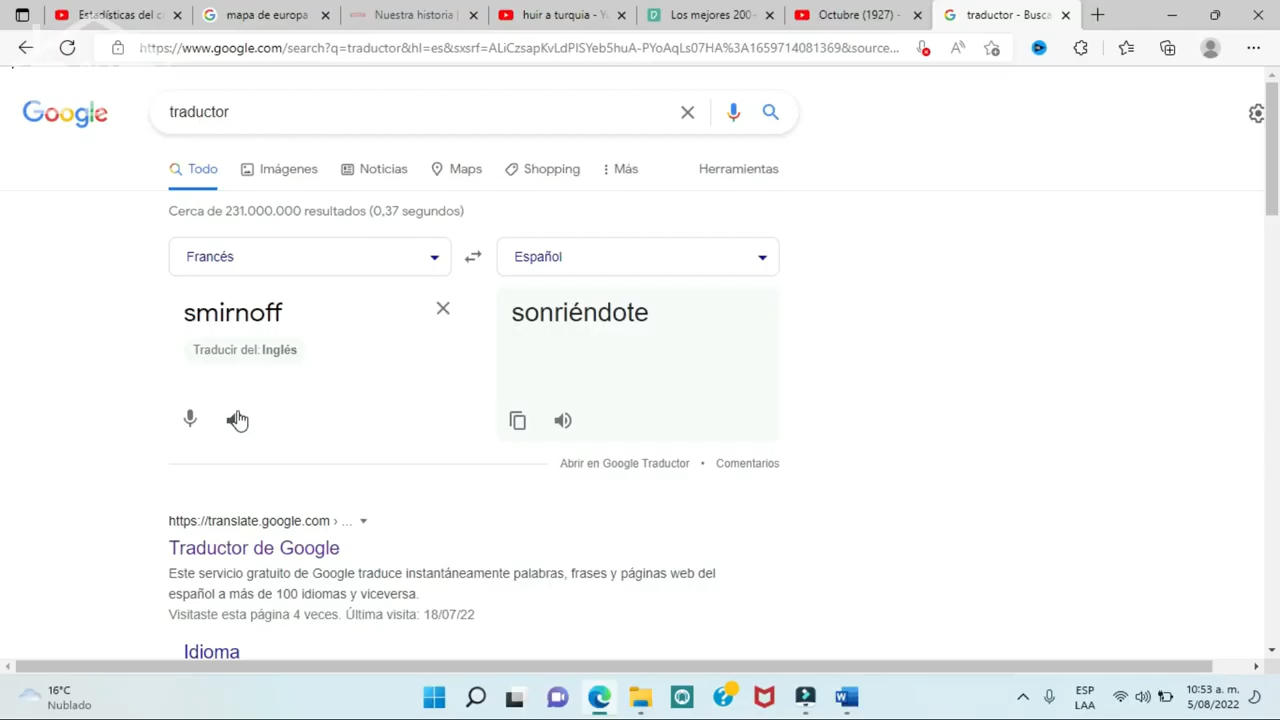 Estadísticas del c
mapa de europa
Nuestra historia |
huir a turquia - Yo
Los mejores 200+
Octubre (1927) -
traductor - Busca
https://www.google.com/search?q=traductor&hl=es&sxsrf=ALiCzsapKvLdPISYeb5huA-PYoAqLs07HA%3A1659714081369&source...
Google
traductor
Todo
Imágenes
Noticias
Maps
Shopping
Más
Herramientas
Cerca de 231.000.000 resultados (0,37 segundos)
Francés
Español
smirnoff
sonriéndote
Traducir del: Inglés
Abrir en Google Traductor • Comentarios
https://translate.google.com › ...
Traductor de Google
Este servicio gratuito de Google traduce instantáneamente palabras, frases y páginas web del
español a más de 100 idiomas y viceversa.
Visitaste esta página 4 veces. Última visita: 18/07/22
Idioma
16°C
Nublado
ESP
LAA
10:53 a. m.
5/08/2022